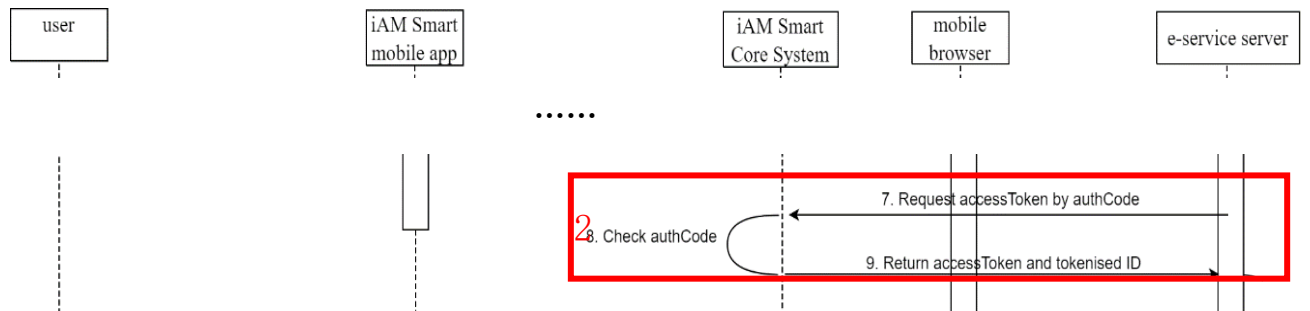 user
iAM Smart
mobile app
iAM Smart
Core System
mobile
browser
e-service server
......
7. Request accessToken by authCode
2
8. Check authCode
9. Return accessToken and tokenised ID